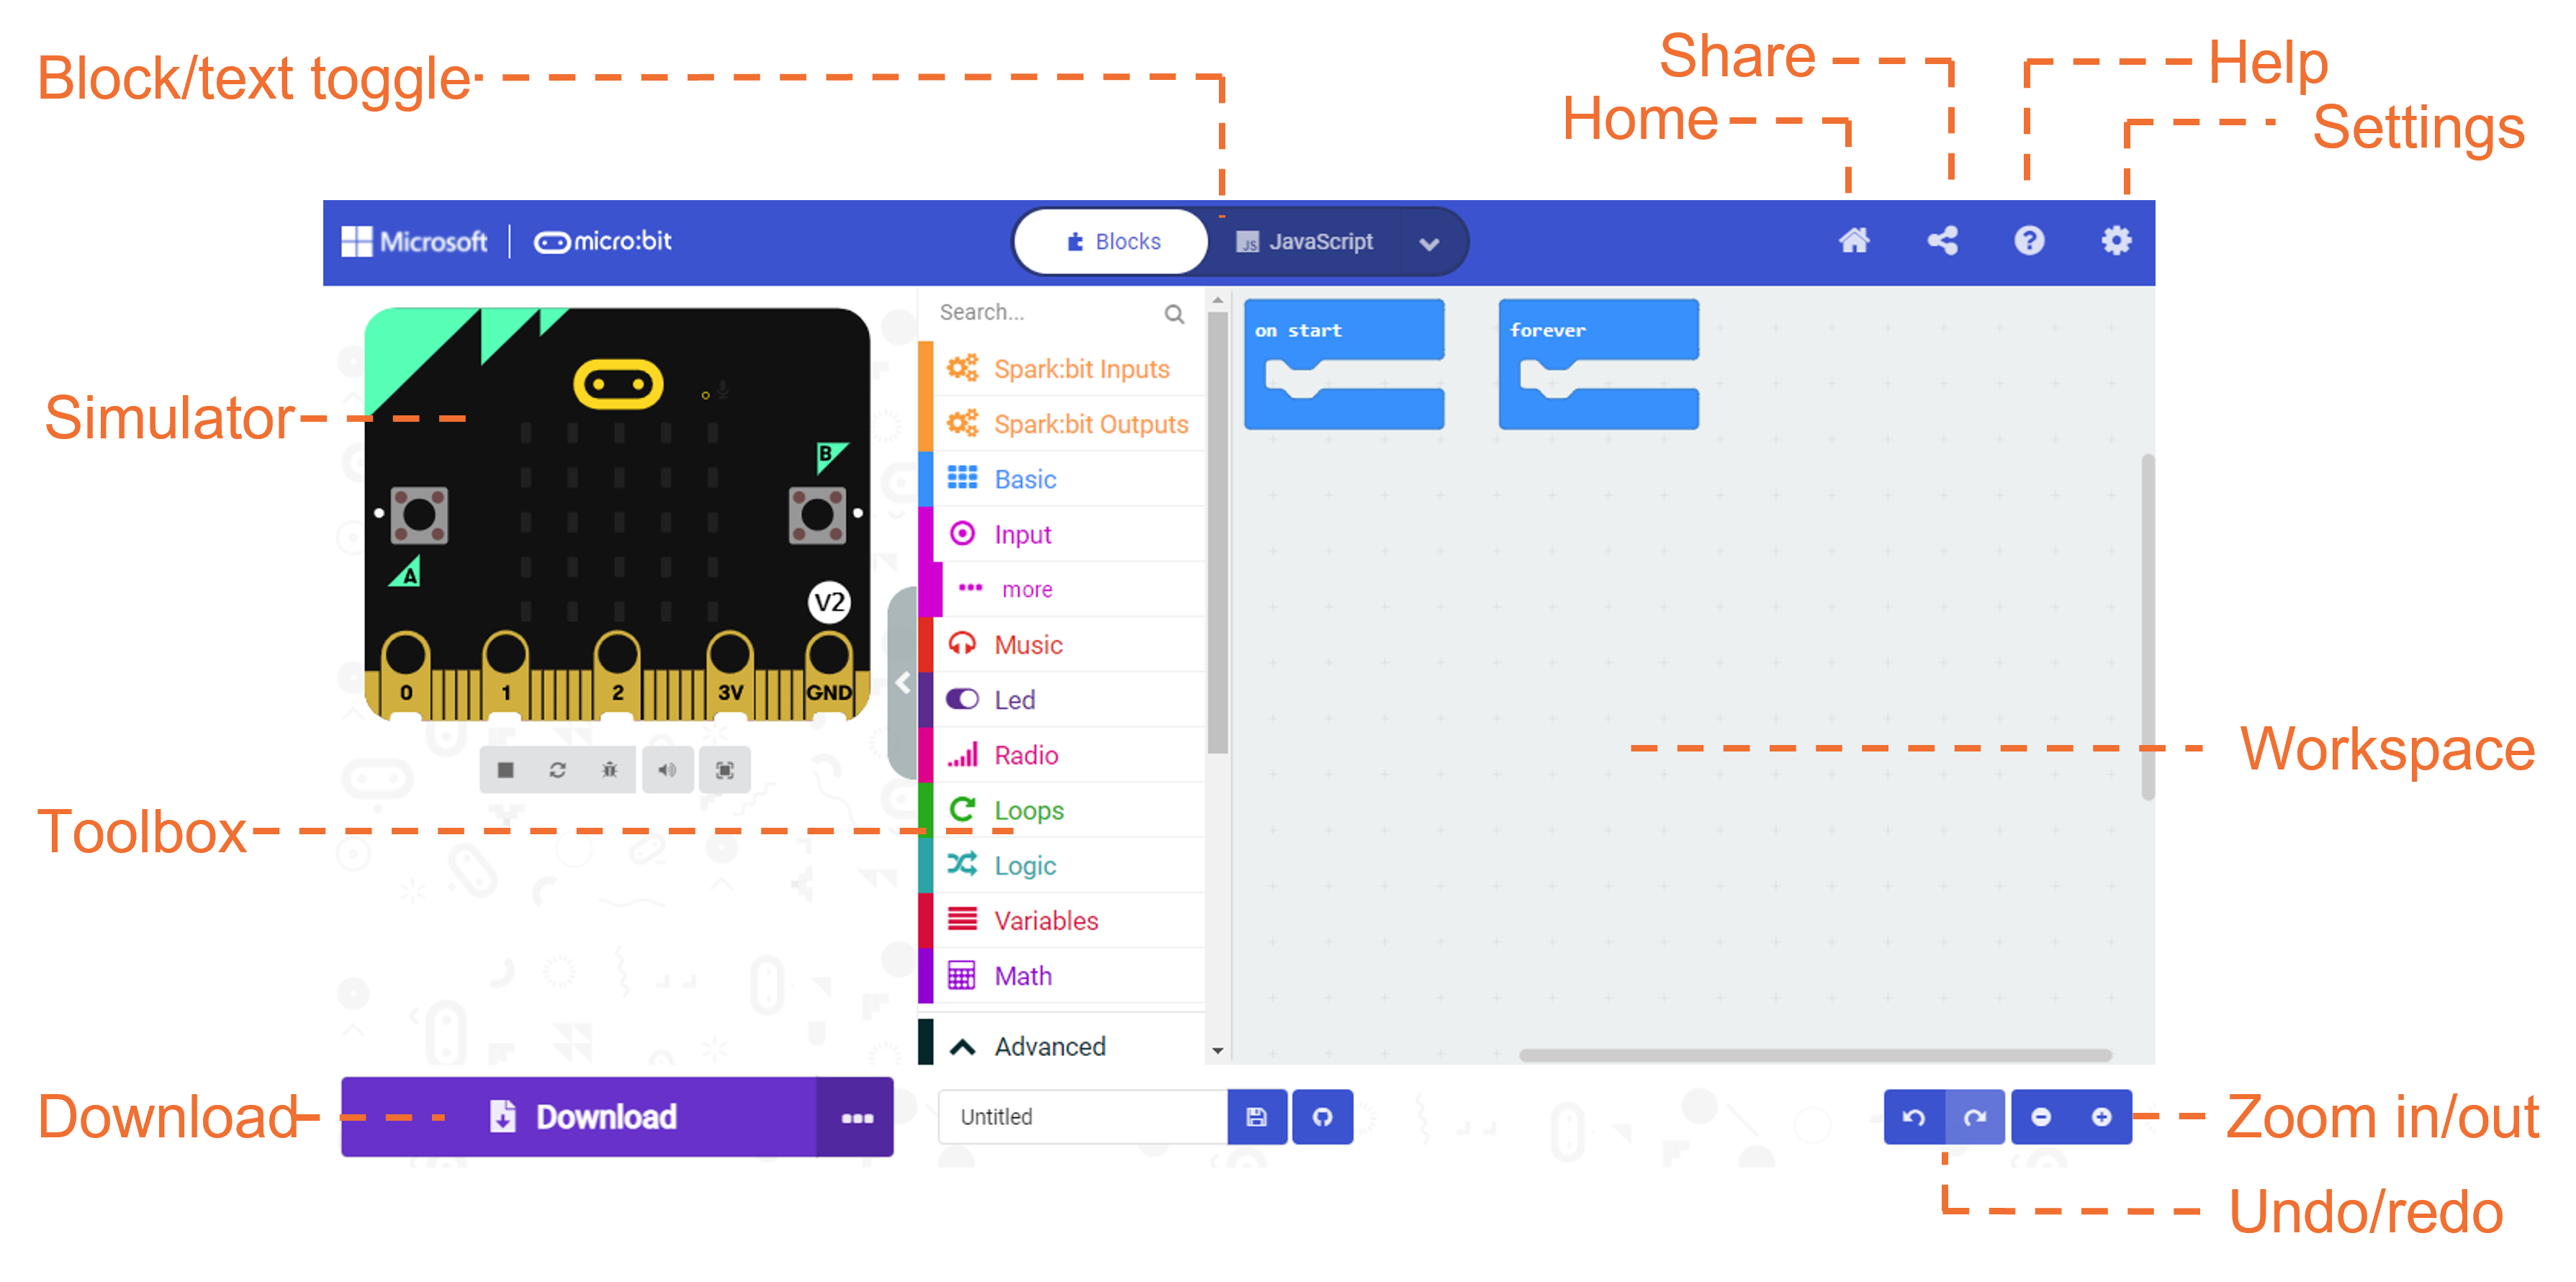 Block/text toggle
Share
Help
Home
Settings
Microsoft
micro:bit
Blocks
JS JavaScript
Search...
on start
forever
Spark:bit Inputs
Simulator
Spark:bit Outputs
B
Basic
Input
A
more
V2
Music
0 1 2 3V GND
Led
Workspace
Radio
Toolbox
Loops
Logic
Variables
Math
Advanced
Download
Download
Untitled
Zoom in/out
Undo/redo